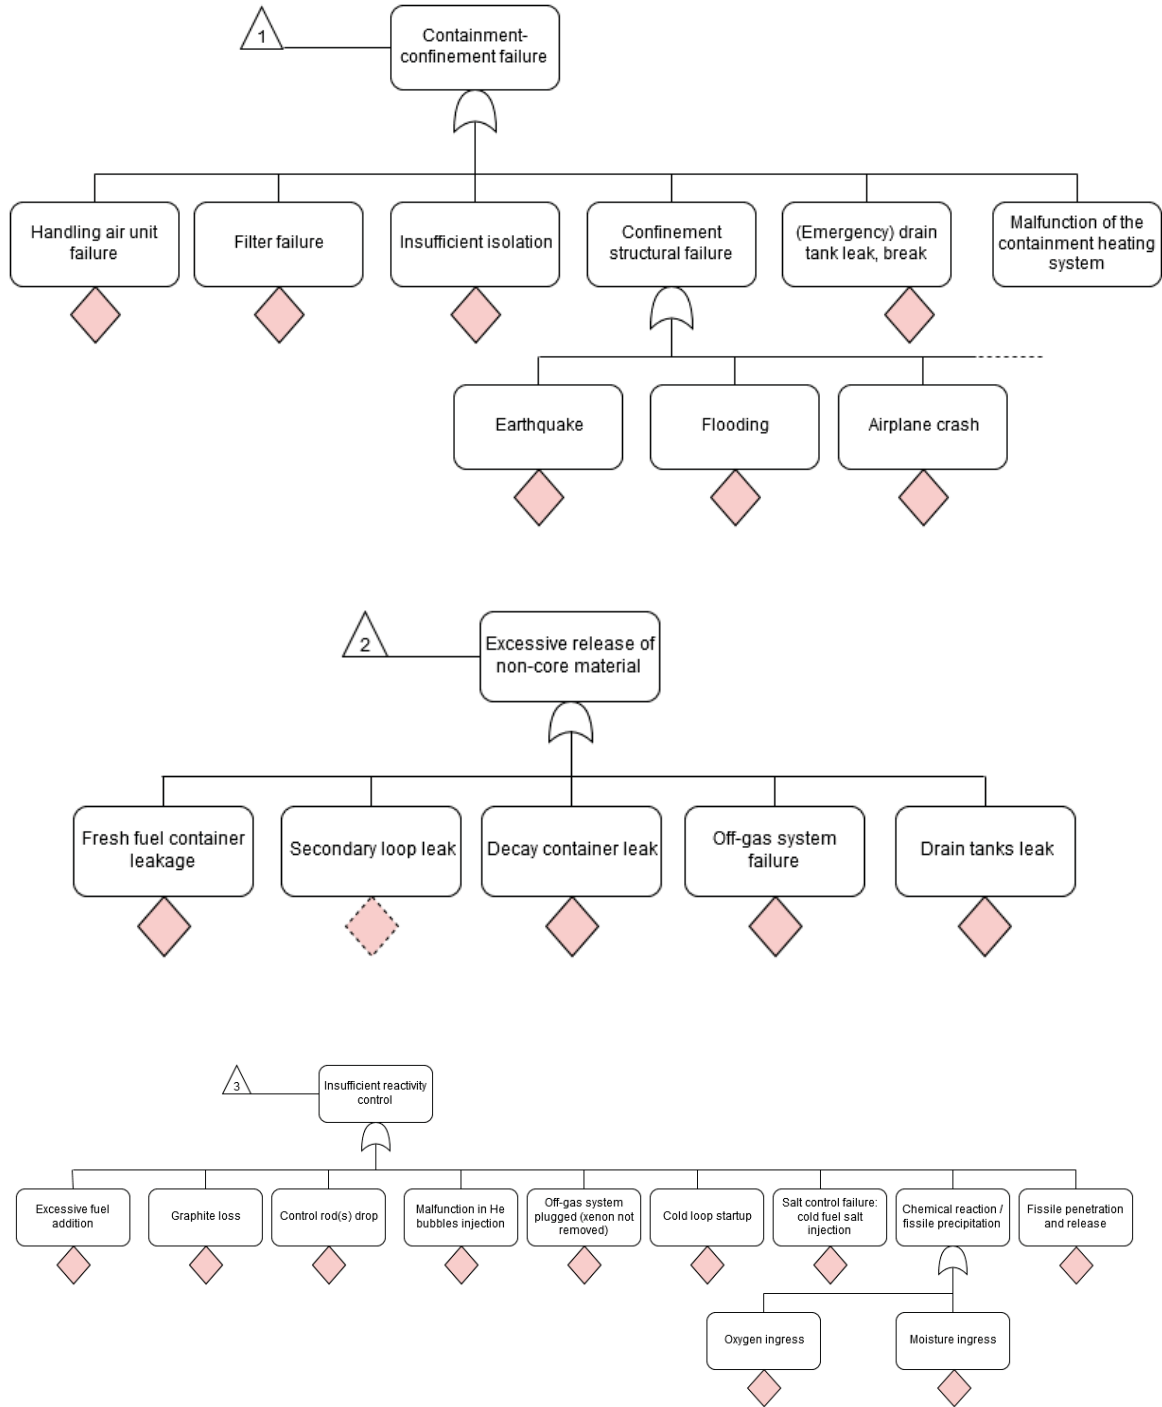 1
Containment-
confinement failure
Handling air unit
failure
Filter failure
Insufficient isolation
Confinement
structural failure
(Emergency) drain
tank leak, break
Malfunction of the
containment heating
system
Earthquake
Flooding
Airplane crash
2
Excessive release of
non-core material
Fresh fuel container
leakage
Secondary loop leak
Decay container leak
Off-gas system
failure
Drain tanks leak
3
Insufficient reactivity
control
Excessive fuel
addition
Graphite loss
Control rod(s) drop
Malfunction in He
bubbles injection
Off-gas system
plugged (xenon not
removed)
Cold loop startup
Salt control failure:
cold fuel salt
injection
Chemical reaction /
fissile precipitation
Fissile penetration
and release
Oxygen ingress
Moisture ingress